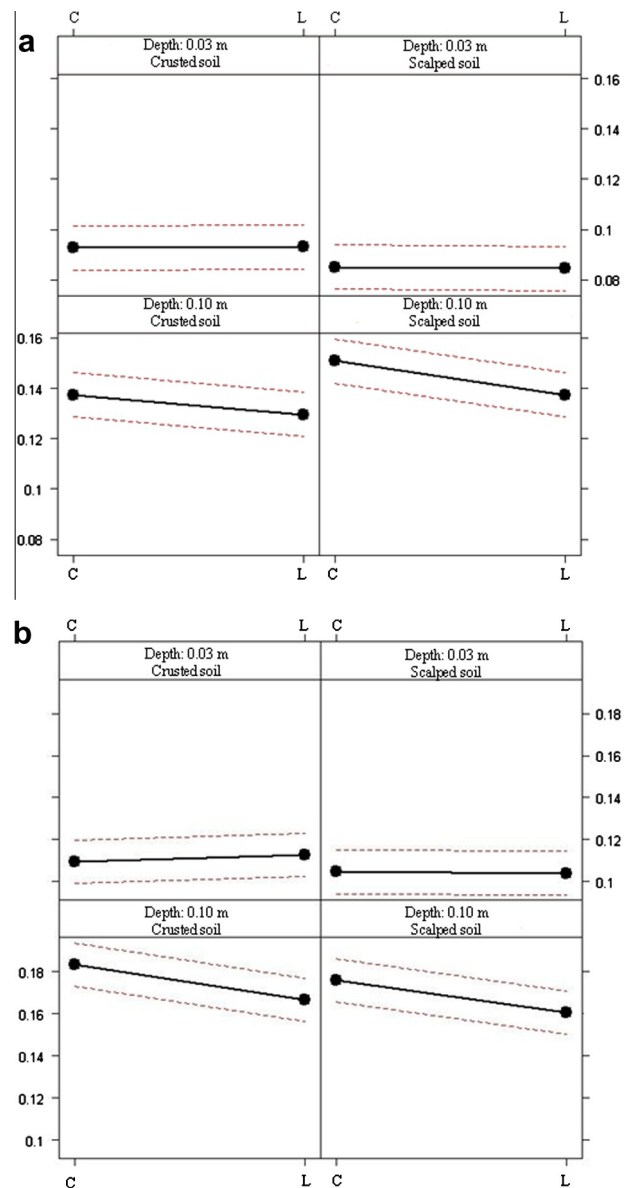 a
C L C L
Depth: 0.03 m Depth: 0.03 m
Crusted soil Scalped soil
0.16
0.14
0.12
0.1
0.08
Depth: 0.10 m Depth: 0.10 m
Crusted soil Scalped soil
0.16
0.14
0.12
0.1
0.08
C L C L
b
C L C L
Depth: 0.03 m Depth: 0.03 m
Crusted soil Scalped soil
0.18
0.16
0.14
0.12
0.1
Depth: 0.10 m Depth: 0.10 m
Crusted soil Scalped soil
0.18
0.16
0.14
0.12
0.1
C L C L